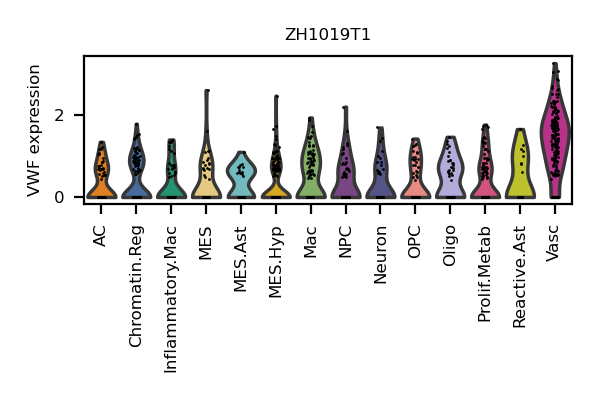 ZH1019T1
VWF expression
2
0
AC
Chromatin.Reg
Inflammatory.Mac
MES
MES.Ast
MES.Hyp
Mac
NPC
Neuron
OPC
Oligo
Prolif.Metab
Reactive.Ast
Vasc